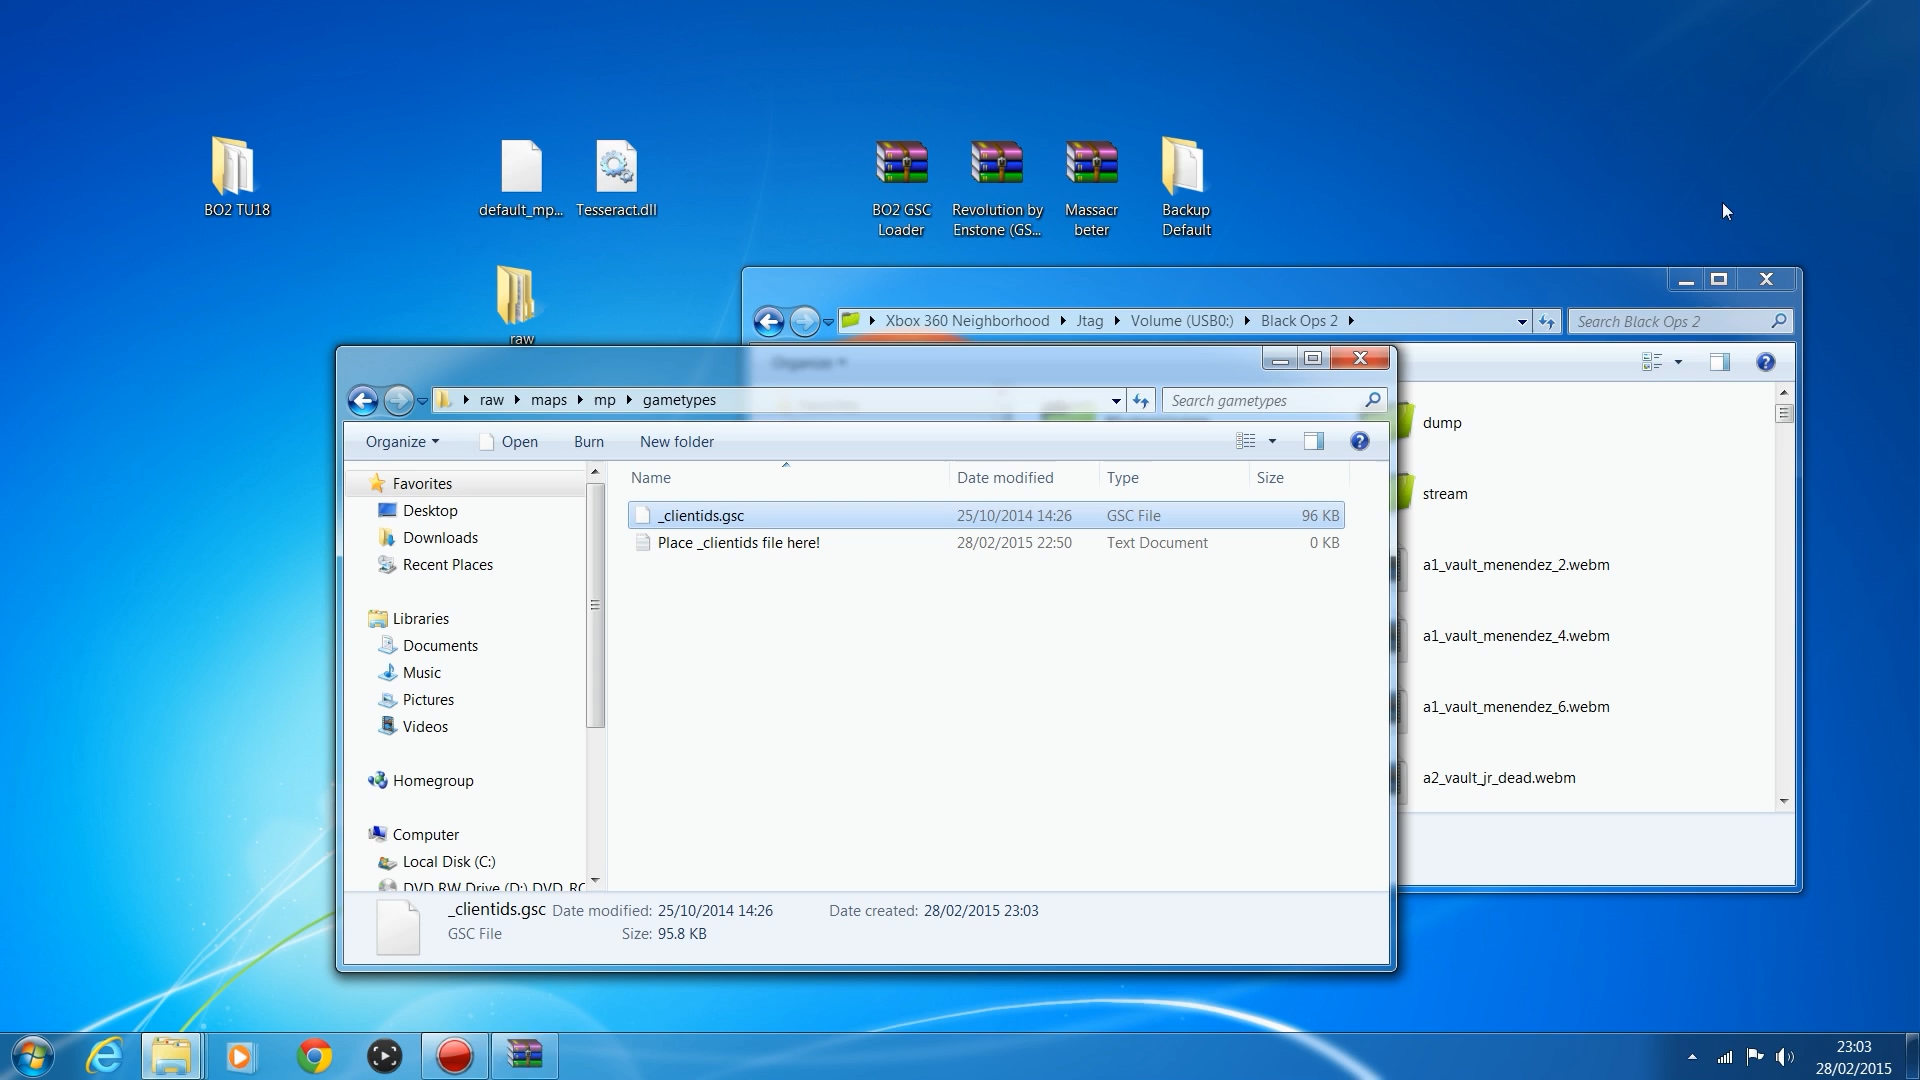 BO2 TU18
default_mp...
Tesseract.dll
BO2 GSC
Loader
Revolution by
Enstone (GS...
Massacr
beter
Backup
Default
raw
Xbox 360 Neighborhood Jtag Volume (USB0:) Black Ops 2
Search Black Ops 2
Organize
raw maps mp gametypes
Search gametypes
Organize Open Burn New folder
Name Date modified Type Size
_clientids.gsc 25/10/2014 14:26 GSC File 96 KB
Place _clientids file here! 28/02/2015 22:50 Text Document 0 KB
Favorites
Desktop
Downloads
Recent Places
Libraries
Documents
Music
Pictures
Videos
Homegroup
Computer
Local Disk (C:)
DVD RW Drive (D:) DVD_RO
_clientids.gsc Date modified: 25/10/2014 14:26 Date created: 28/02/2015 23:03
GSC File Size: 95.8 KB
dump
stream
a1_vault_menendez_2.webm
a1_vault_menendez_4.webm
a1_vault_menendez_6.webm
a2_vault_jr_dead.webm
23:03
28/02/2015